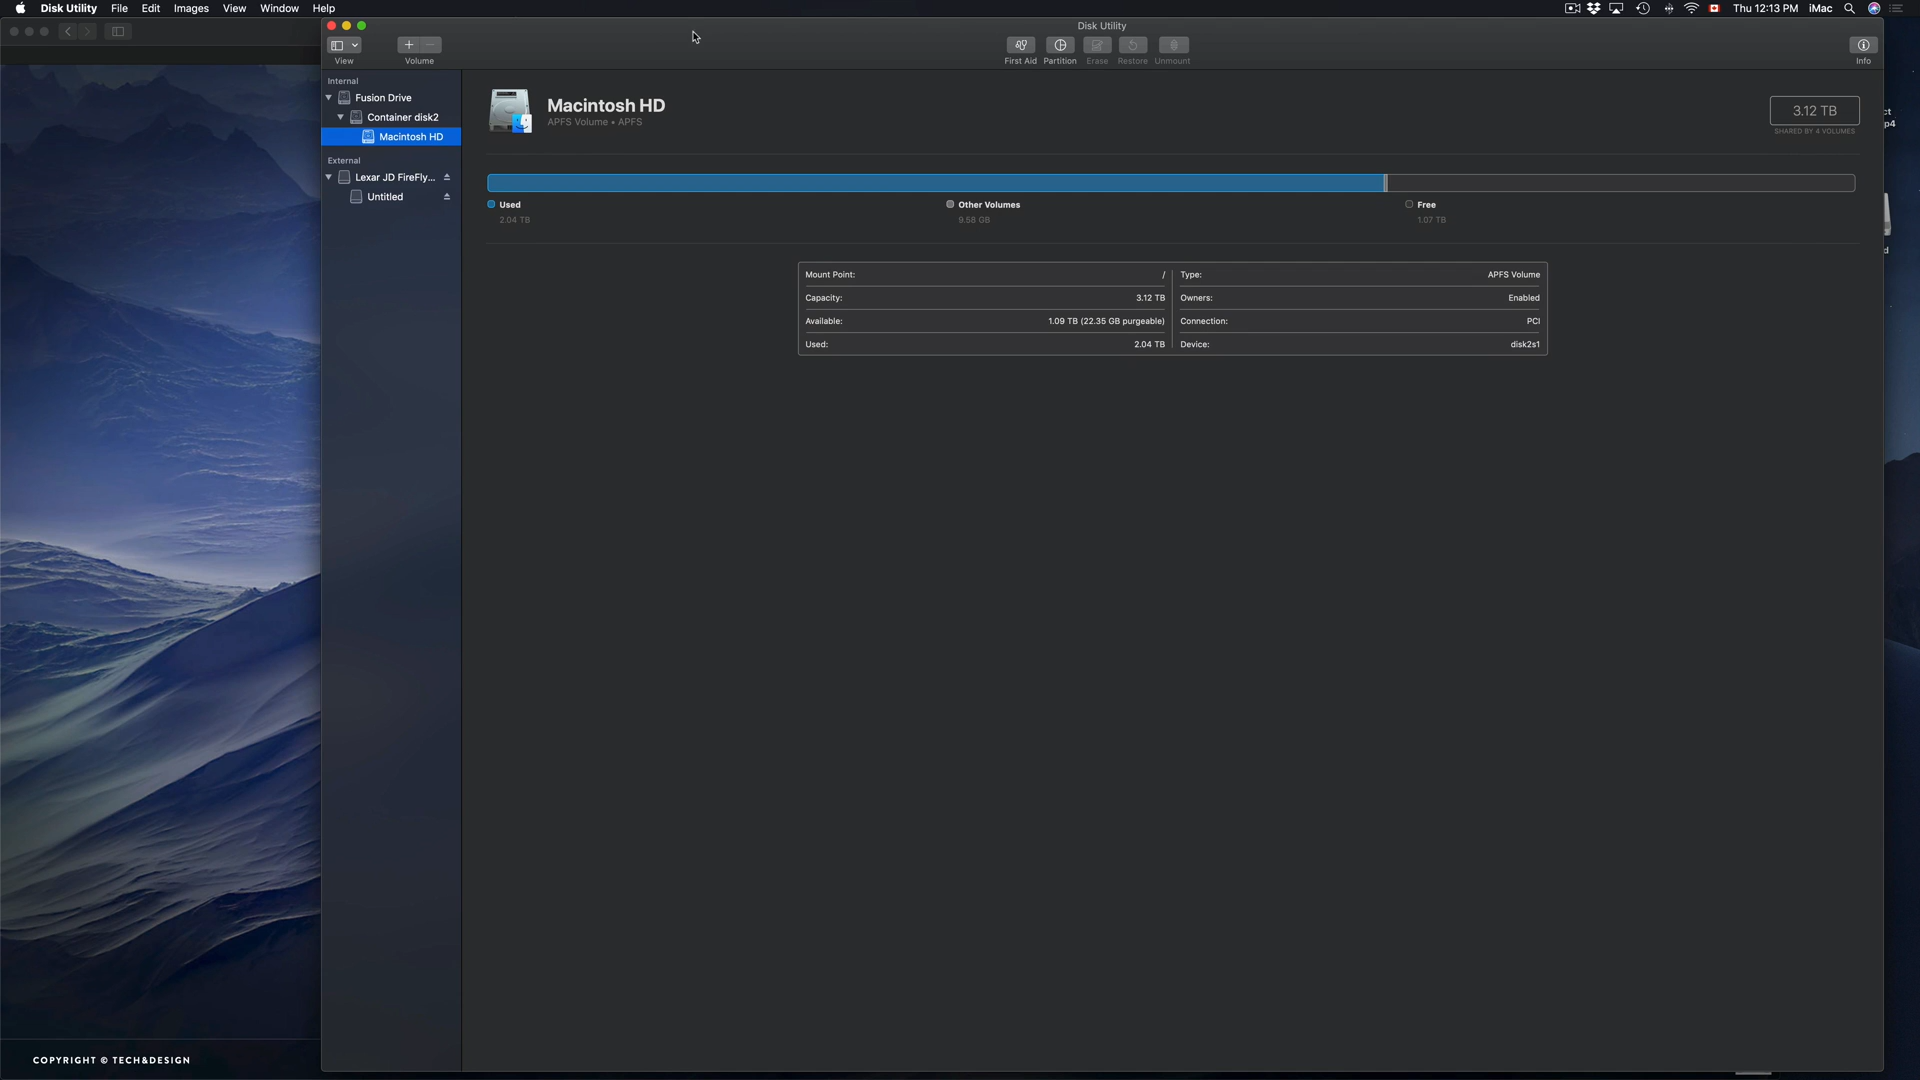 Disk Utility File Edit Images View Window Help
Thu 12:13 PM iMac
Disk Utility
View
Volume
First Aid
Partition
Erase
Restore
Unmount
Info
Internal
Fusion Drive
Container disk2
Macintosh HD
External
Lexar JD FireFly...
Untitled
Macintosh HD
APFS Volume • APFS
3.12 TB
SHARED BY 4 VOLUMES
Used
2.04 TB
Other Volumes
9.58 GB
Free
1.07 TB
Mount Point: /
Capacity: 3.12 TB
Available: 1.09 TB (22.35 GB purgeable)
Used: 2.04 TB
Type: APFS Volume
Owners: Enabled
Connection: PCI
Device: disk2s1
ct
p4
d
COPYRIGHT © TECH&DESIGN